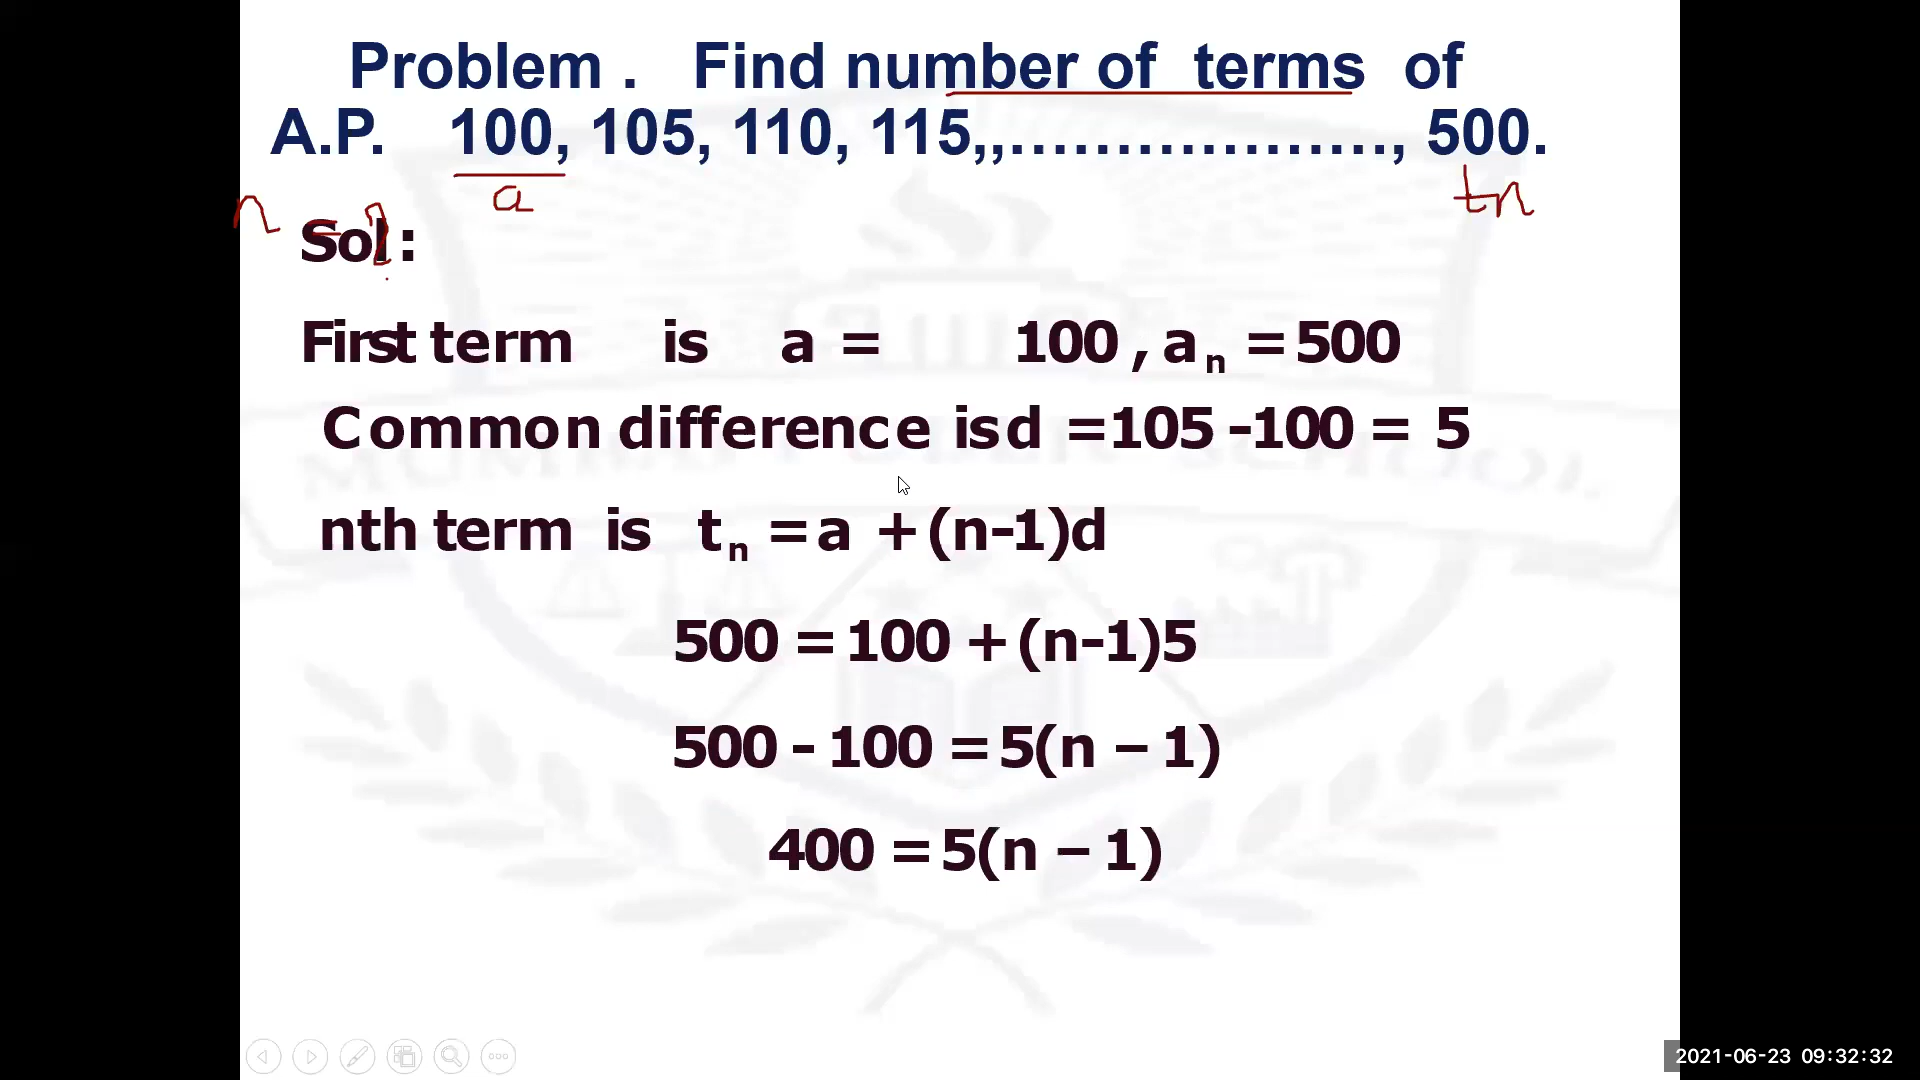 Problem . Find number of terms of
A.P. 100, 105, 110, 115,,………………, 500.
a
tn
n = ?
Sol :
First term is a = 100 , an = 500
Common difference is d = 105 - 100 = 5
nth term is tn = a + (n-1)d
500 = 100 + (n-1)5
500 - 100 = 5(n – 1)
400 = 5(n – 1)
2021-06-23 09:32:32